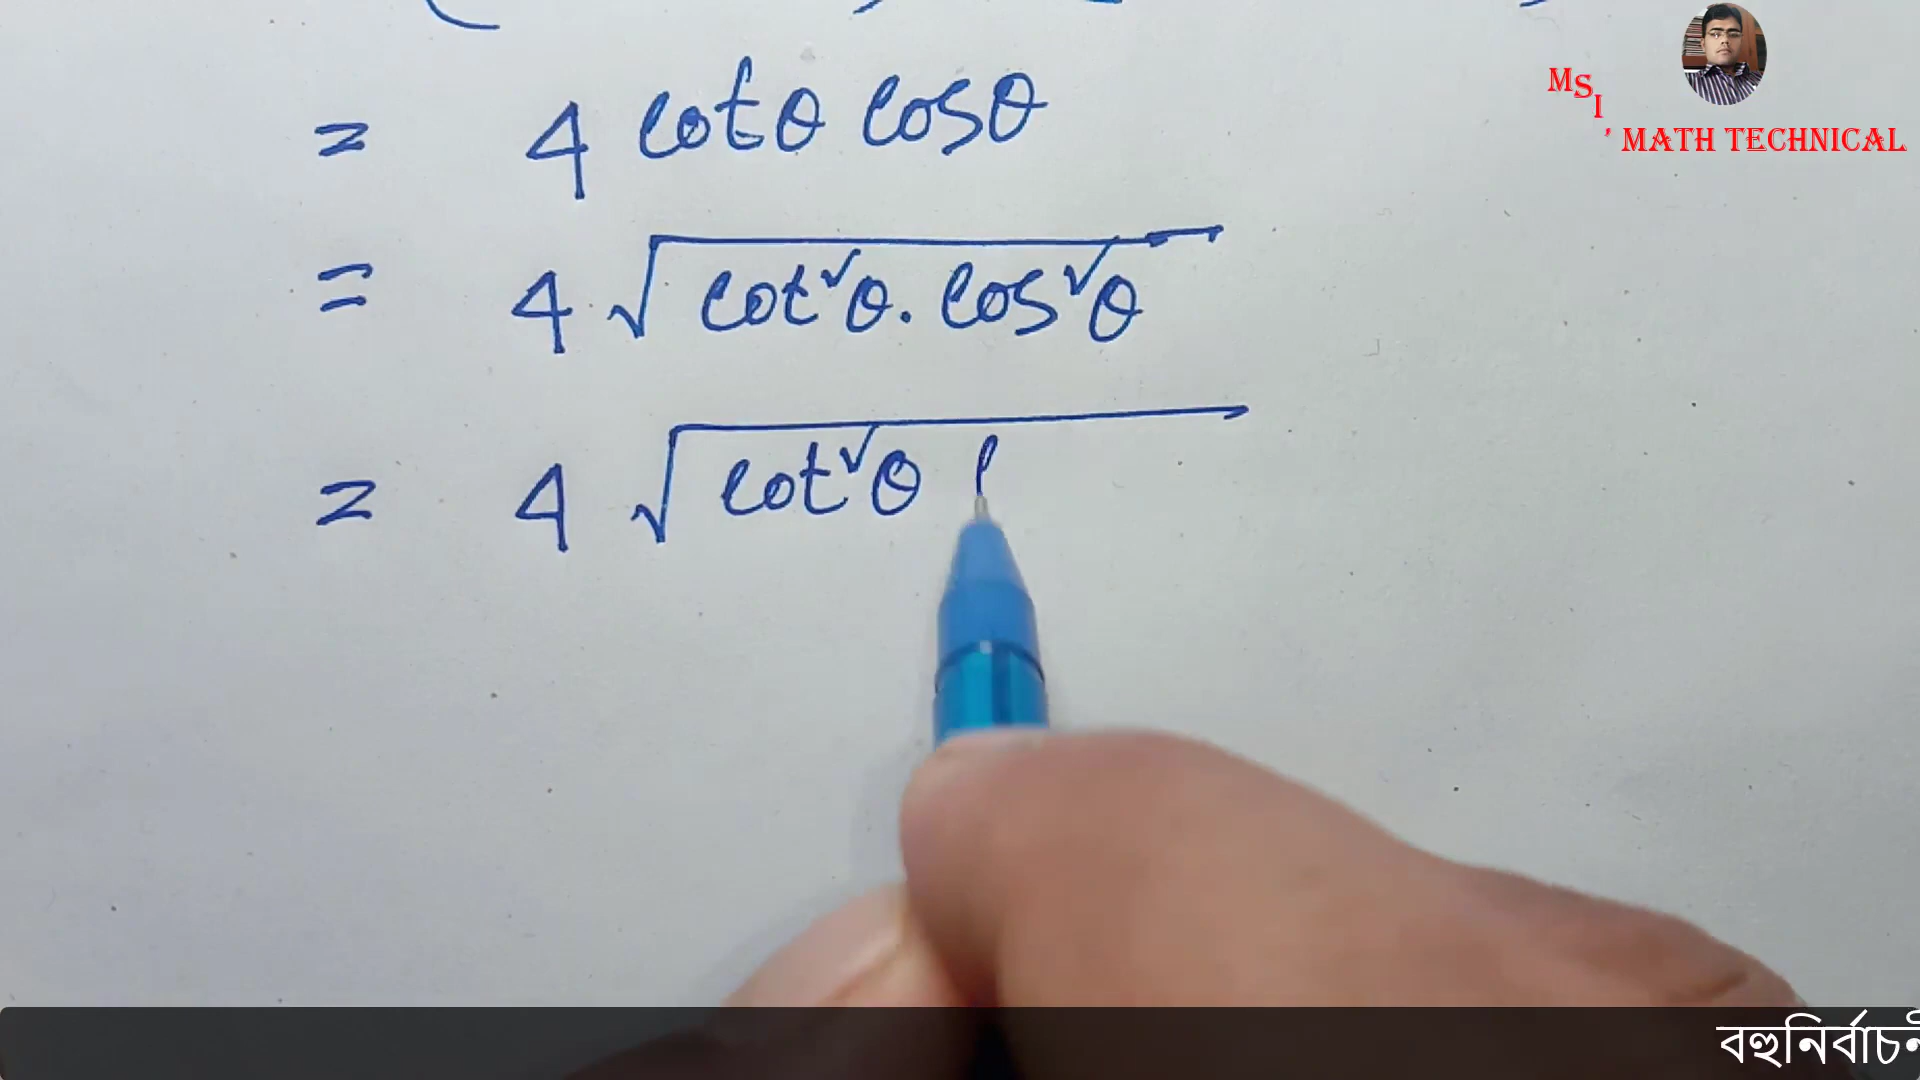 MSI' MATH TECHNICAL
= 4 cotθ cosθ
= 4 √cot²θ. cos²θ
= 4 √cot²θ (